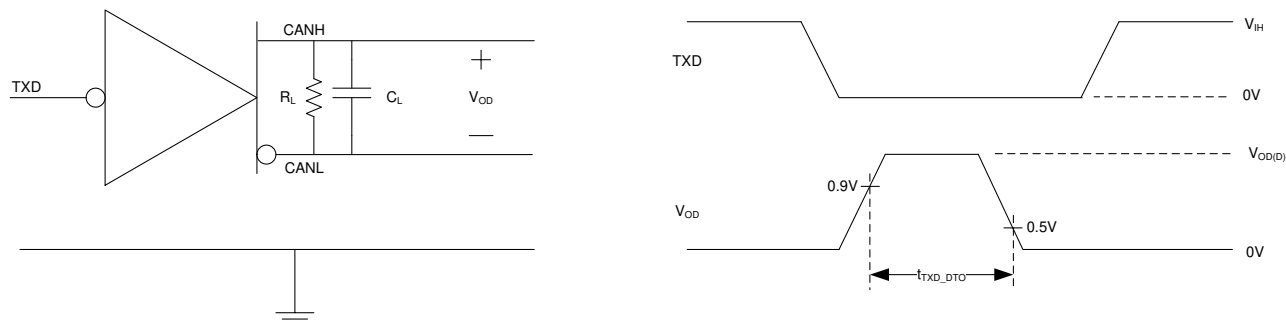 CANH
TXD
R_L
C_L
+
V_OD
—
CANL
TXD
V_IH
0V
V_OD(D)
0.9V
V_OD
0.5V
0V
t_TXD_DTO